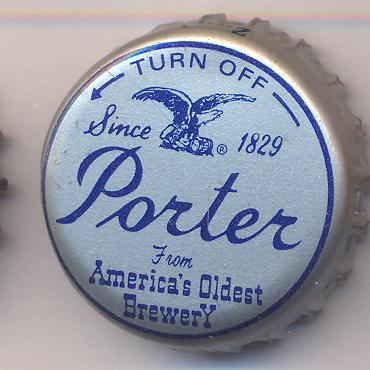 TURN OFF
Since ® 1829
Porter
From
America's Oldest
BrewerY